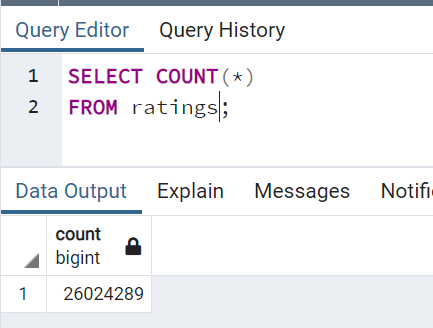 Query Editor Query History
1 SELECT COUNT(*)
2 FROM ratings;
Data Output Explain Messages Notifi
count
bigint
1 26024289